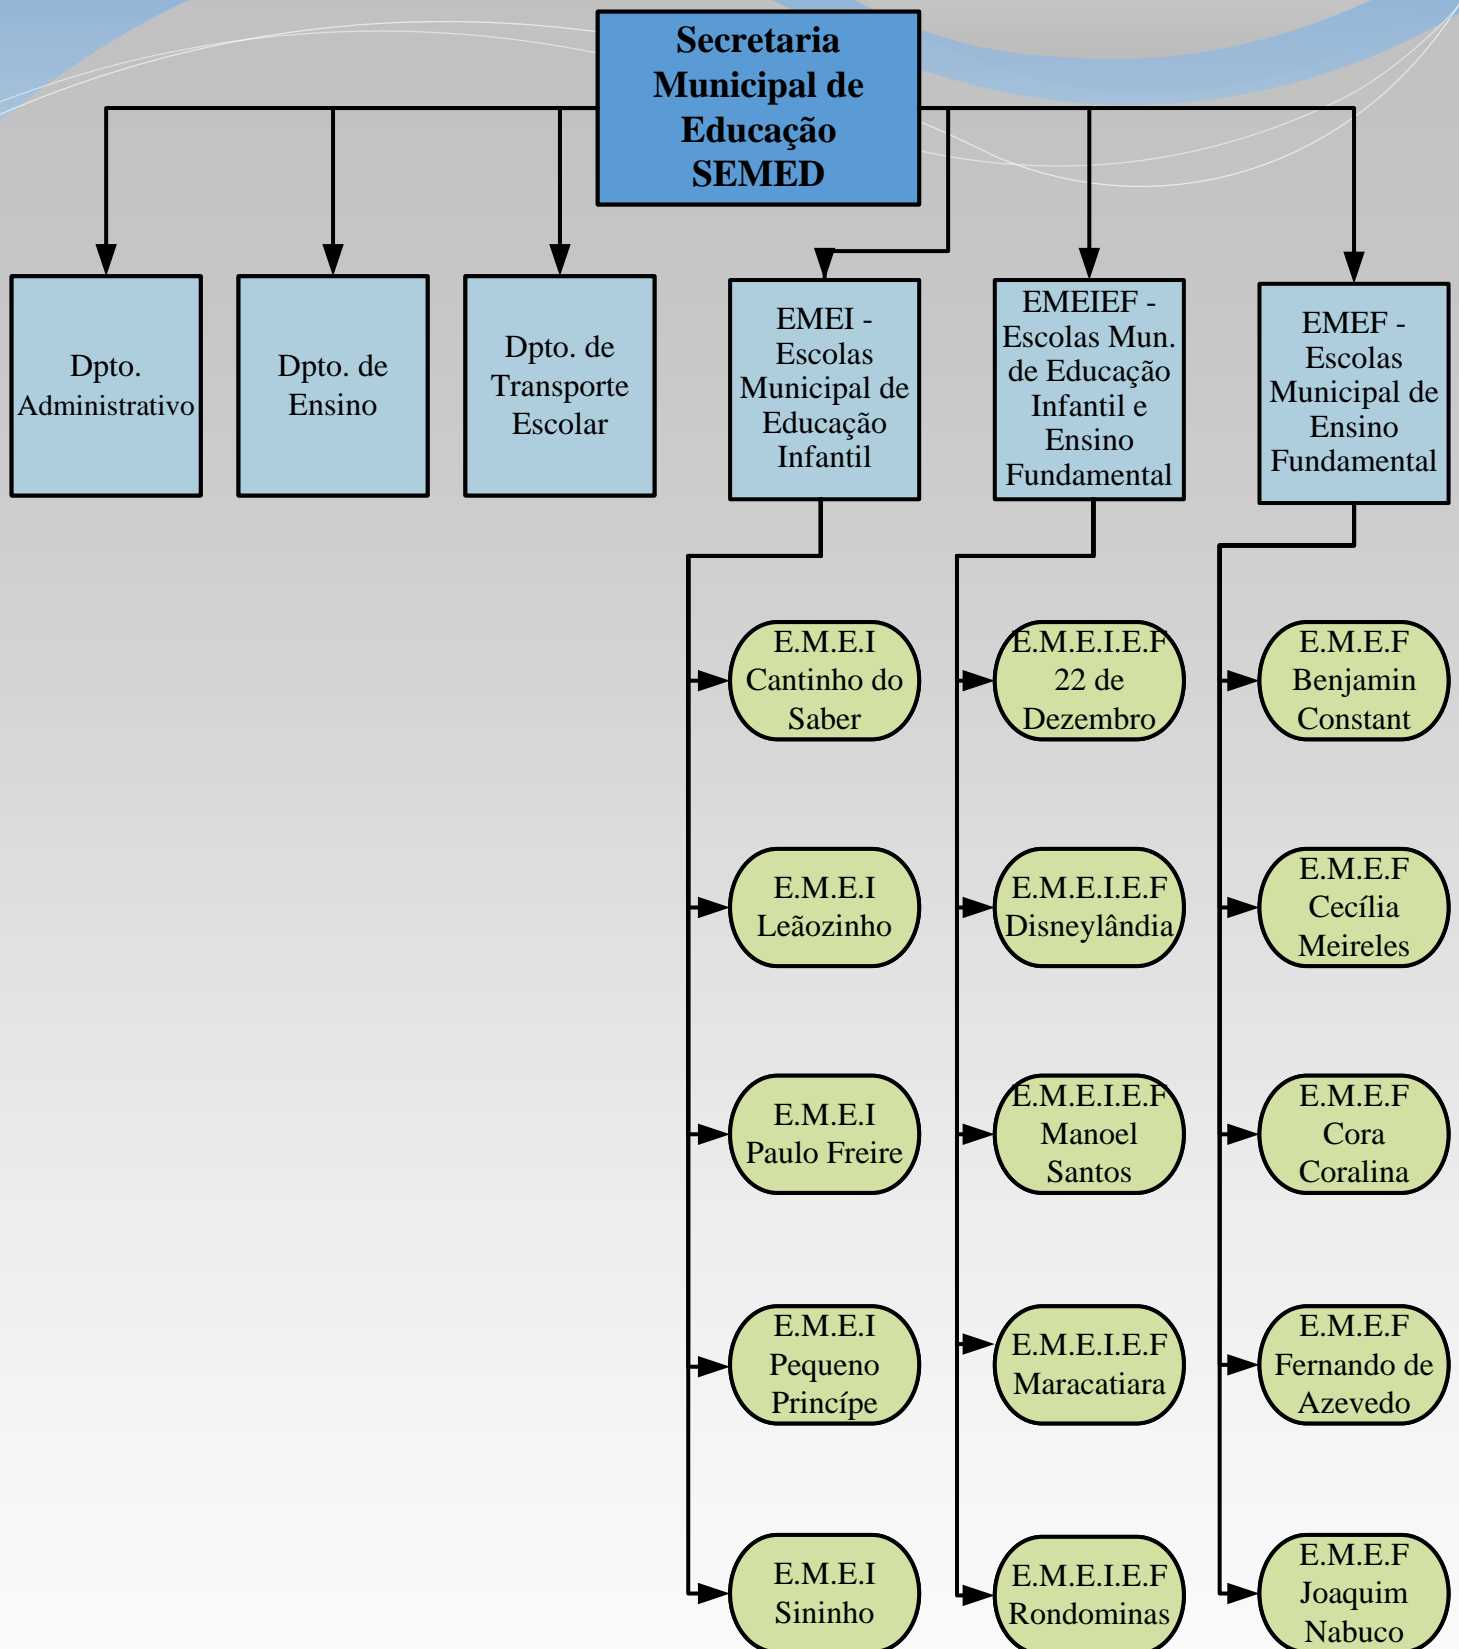 Secretaria
Municipal de
Educação
SEMED
Dpto.
Administrativo
Dpto. de
Ensino
Dpto. de
Transporte
Escolar
EMEI -
Escolas
Municipal de
Educação
Infantil
EMEIEF -
Escolas Mun.
de Educação
Infantil e
Ensino
Fundamental
EMEF -
Escolas
Municipal de
Ensino
Fundamental
E.M.E.I
Cantinho do
Saber
E.M.E.I.E.F
22 de
Dezembro
E.M.E.F
Benjamin
Constant
E.M.E.I
Leãozinho
E.M.E.I.E.F
Disneylândia
E.M.E.F
Cecília
Meireles
E.M.E.I
Paulo Freire
E.M.E.I.E.F
Manoel
Santos
E.M.E.F
Cora
Coralina
E.M.E.I
Pequeno
Princípe
E.M.E.I.E.F
Maracatiara
E.M.E.F
Fernando de
Azevedo
E.M.E.I
Sininho
E.M.E.I.E.F
Rondominas
E.M.E.F
Joaquim
Nabuco